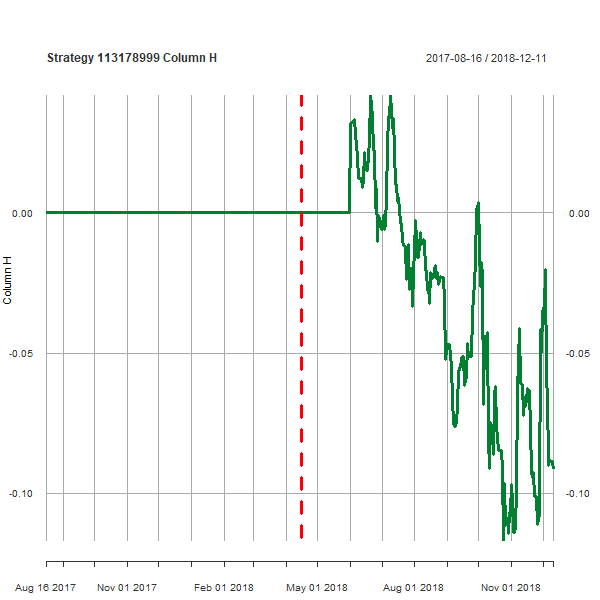 Strategy 113178999 Column H
2017-08-16 / 2018-12-11
0.00
0.00
Column H
-0.05
-0.05
-0.10
-0.10
Aug 16 2017
Nov 01 2017
Feb 01 2018
May 01 2018
Aug 01 2018
Nov 01 2018